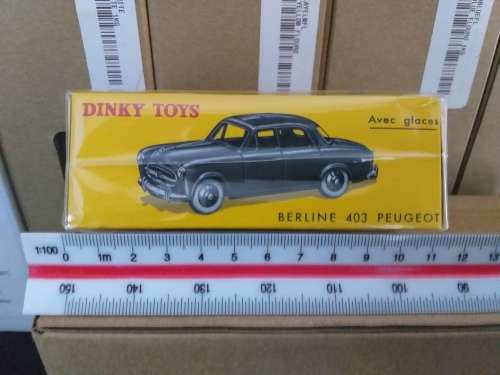 DINKY TOYS
Avec glaces
BERLINE 403 PEUGEOT
1:100 0 1m 2 3 4 5 6 7 8 9 10 11 12 13
150 140 130 120 110 100 90